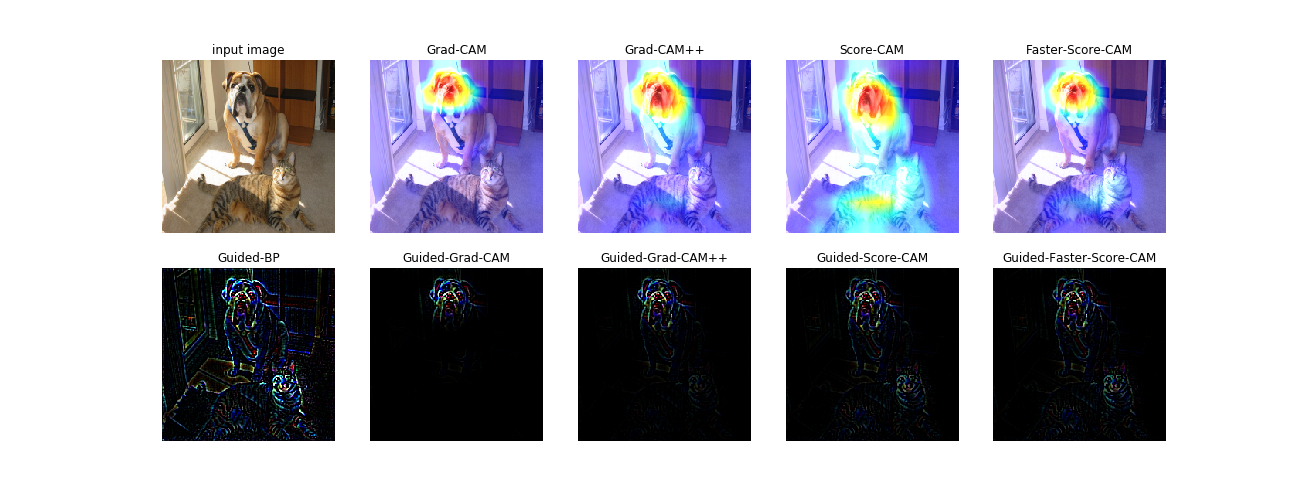 input image
Grad-CAM
Grad-CAM++
Score-CAM
Faster-Score-CAM
Guided-BP
Guided-Grad-CAM
Guided-Grad-CAM++
Guided-Score-CAM
Guided-Faster-Score-CAM